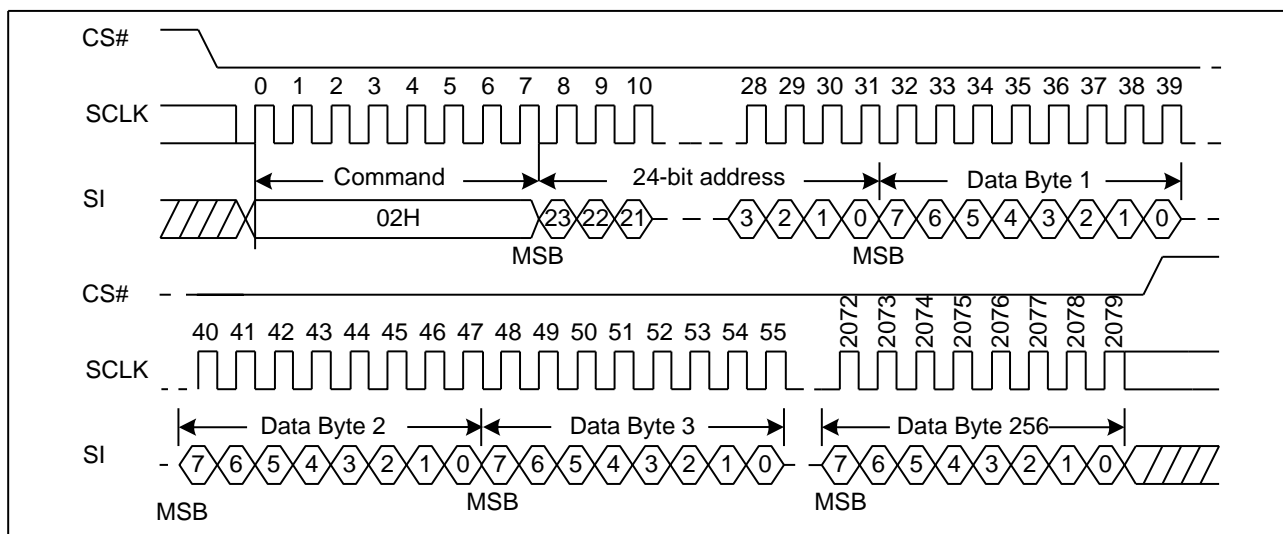 CS#
0 1 2 3 4 5 6 7 8 9 10 28 29 30 31 32 33 34 35 36 37 38 39
SCLK
Command 24-bit address Data Byte 1
SI
02H 23 22 21 3 2 1 0 7 6 5 4 3 2 1 0
MSB MSB
CS#
40 41 42 43 44 45 46 47 48 49 50 51 52 53 54 55 2072 2073 2074 2075 2076 2077 2078 2079
SCLK
Data Byte 2 Data Byte 3 Data Byte 256
SI
7 6 5 4 3 2 1 0 7 6 5 4 3 2 1 0 7 6 5 4 3 2 1 0
MSB MSB MSB